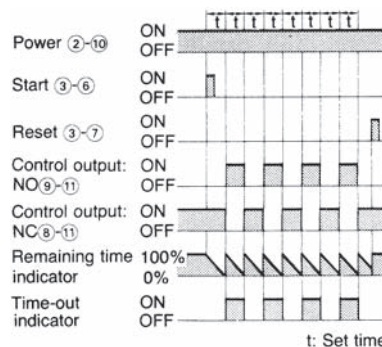 t t t t t t t t
Power ②-⑩ ON
OFF
Start ③-⑥ ON
OFF
Reset ③-⑦ ON
OFF
Control output: ON
NO⑨-⑪ OFF
Control output: ON
NC⑧-⑪ OFF
Remaining time 100%
indicator 0%
Time-out ON
indicator OFF
t: Set time